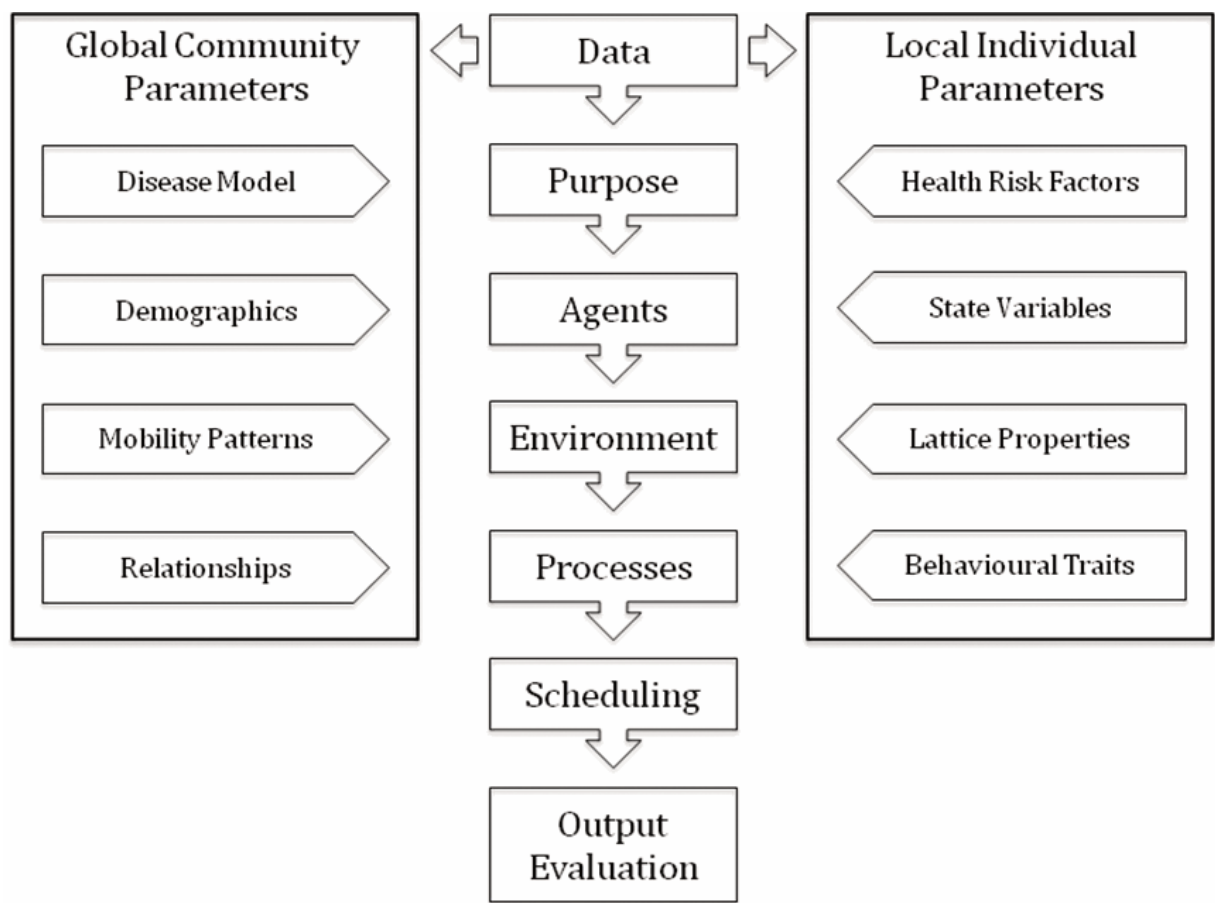 Global Community
Parameters
Disease Model
Demographics
Mobility Patterns
Relationships
Data
Purpose
Agents
Environment
Processes
Scheduling
Output
Evaluation
Local Individual
Parameters
Health Risk Factors
State Variables
Lattice Properties
Behavioural Traits